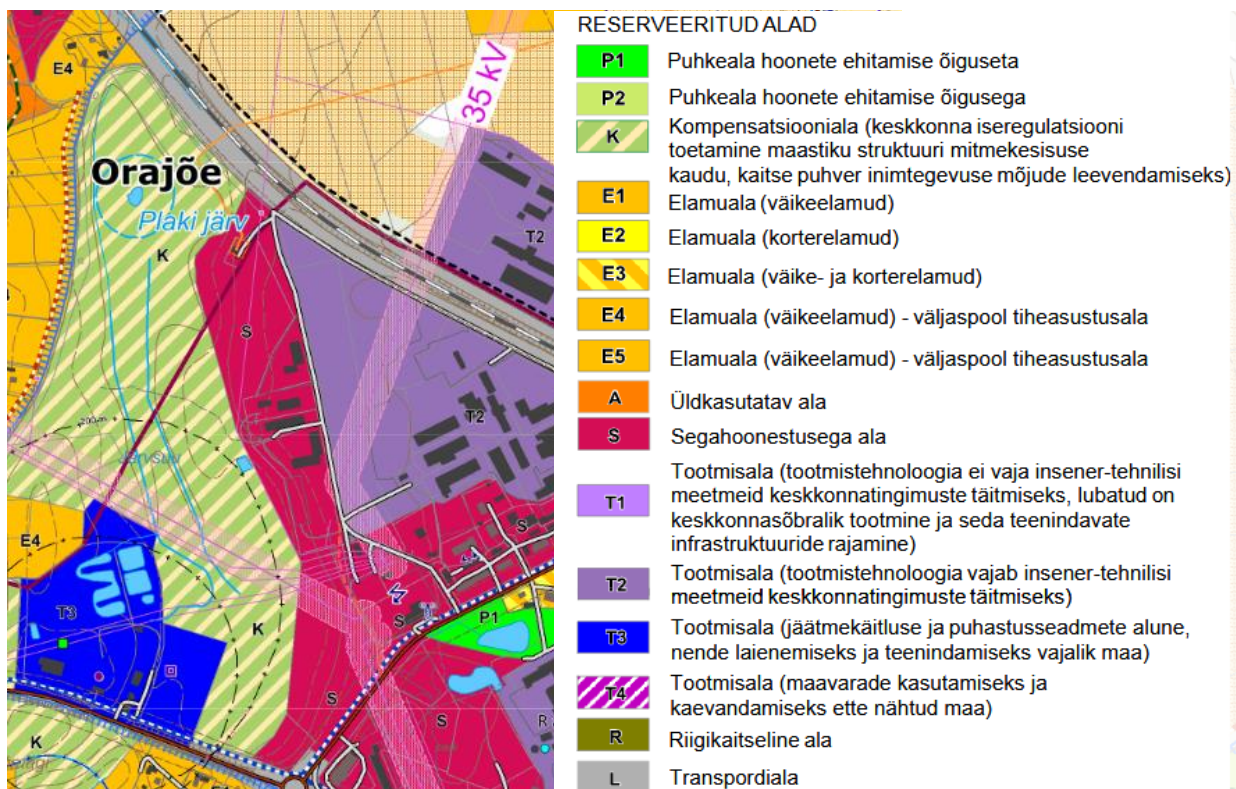 E4
35 kV
Orajõe
Plaki järv
K
T2
S
T2
200m
Järvsuu
E4
S
T3
K
P1
S
S
S
R
K
RESERVEERITUD ALAD
P1 Puhkeala hoonete ehitamise õiguseta
P2 Puhkeala hoonete ehitamise õigusega
K Kompensatsiooniala (keskkonna iseregulatsiooni
toetamine maastiku struktuuri mitmekesisuse
kaudu, kaitse puhver inimtegevuse mõjude leevendamiseks)
E1 Elamuala (väikeelamud)
E2 Elamuala (korterelamud)
E3 Elamuala (väike- ja korterelamud)
E4 Elamuala (väikeelamud) - väljaspool tiheasustusala
E5 Elamuala (väikeelamud) - väljaspool tiheasustusala
A Üldkasutatav ala
S Segahoonestusega ala
Tootmisala (tootmistehnoloogia ei vaja insener-tehnilisi
T1 meetmeid keskkonnatingimuste täitmiseks, lubatud on
keskkonnasõbralik tootmine ja seda teenindavate
infrastruktuuride rajamine)
T2 Tootmisala (tootmistehnoloogia vajab insener-tehnilisi
meetmeid keskkonnatingimuste täitmiseks)
T3 Tootmisala (jäätmekäitluse ja puhastusseadmete alune,
nende laienemiseks ja teenindamiseks vajalik maa)
T4 Tootmisala (maavarade kasutamiseks ja
kaevandamiseks ette nähtud maa)
R Riigikaitseline ala
L Transpordiala